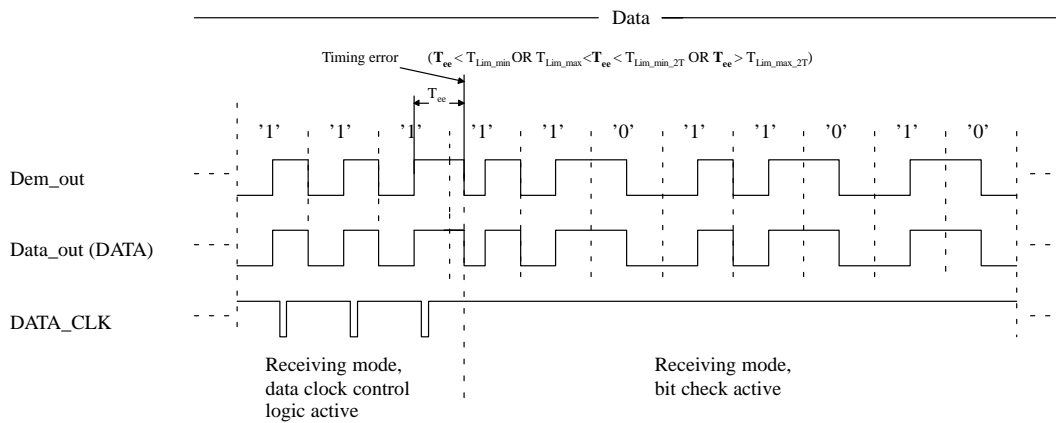 Data
Timing error (Tee < TLim_min OR TLim_max < Tee < TLim_min_2T OR Tee > TLim_max_2T)
Tee
'1' '1' '1' '1' '1' '0' '1' '1' '0' '1' '0'
Dem_out
Data_out (DATA)
DATA_CLK
Receiving mode,
data clock control
logic active
Receiving mode,
bit check active